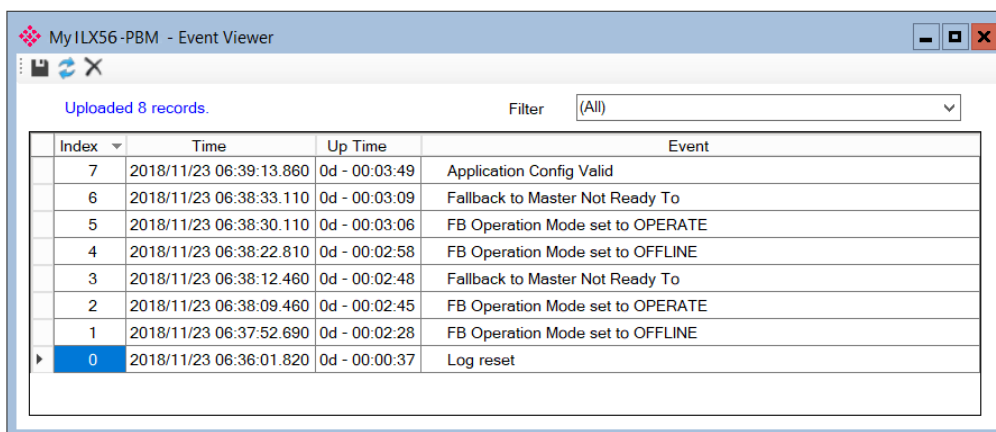 My ILX56-PBM - Event Viewer
Uploaded 8 records. Filter (All)
Index Time Up Time Event
7 2018/11/23 06:39:13.860 0d - 00:03:49 Application Config Valid
6 2018/11/23 06:38:33.110 0d - 00:03:09 Fallback to Master Not Ready To
5 2018/11/23 06:38:30.110 0d - 00:03:06 FB Operation Mode set to OPERATE
4 2018/11/23 06:38:22.810 0d - 00:02:58 FB Operation Mode set to OFFLINE
3 2018/11/23 06:38:12.460 0d - 00:02:48 Fallback to Master Not Ready To
2 2018/11/23 06:38:09.460 0d - 00:02:45 FB Operation Mode set to OPERATE
1 2018/11/23 06:37:52.690 0d - 00:02:28 FB Operation Mode set to OFFLINE
0 2018/11/23 06:36:01.820 0d - 00:00:37 Log reset